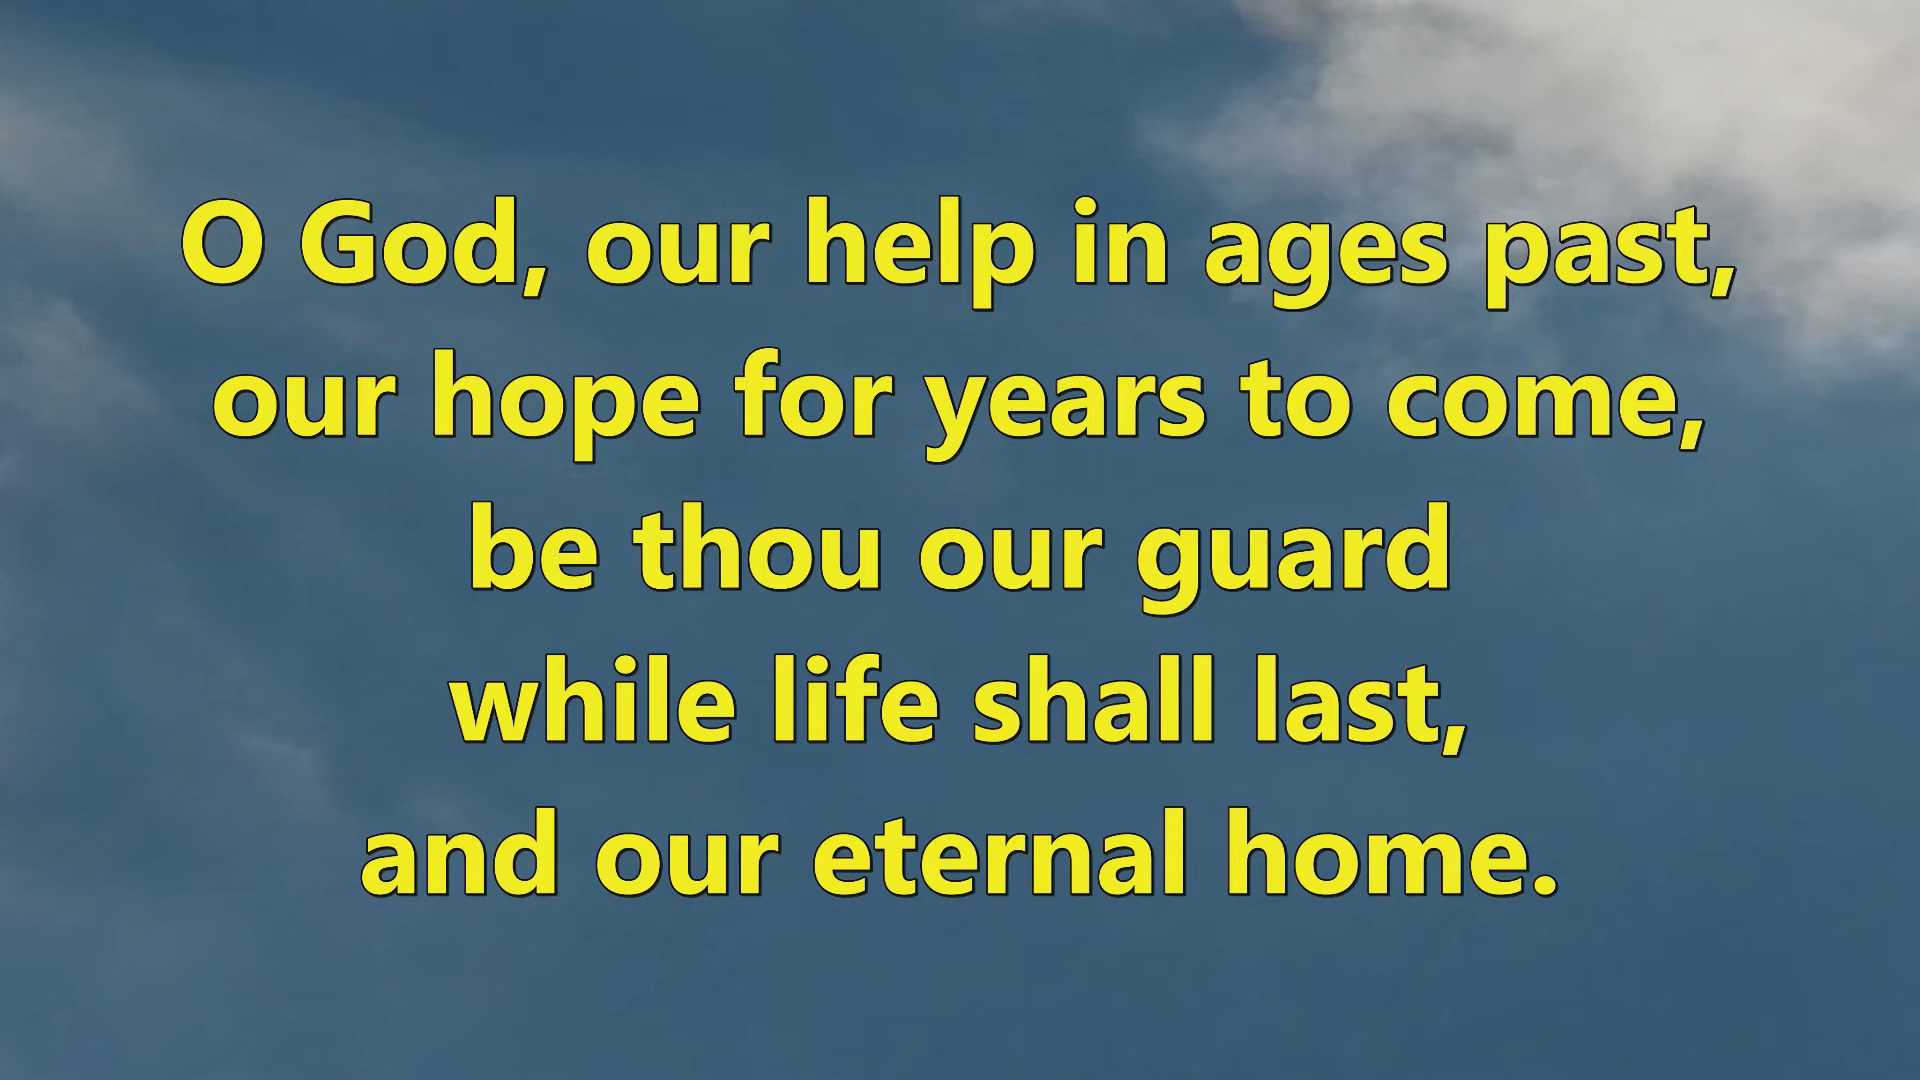 O God, our help in ages past,
our hope for years to come,
be thou our guard
while life shall last,
and our eternal home.